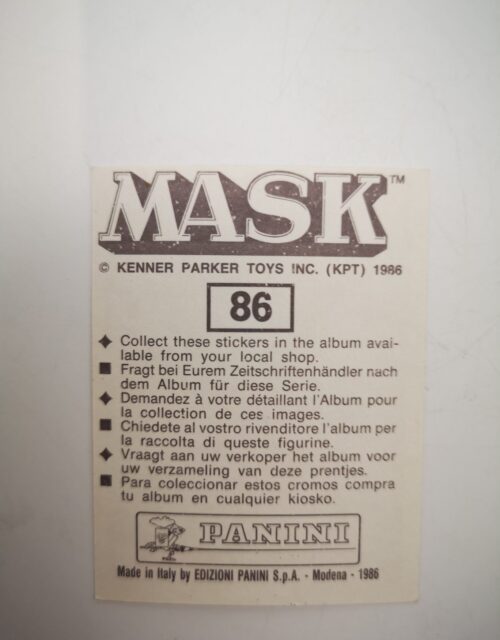 MASK™
© KENNER PARKER TOYS INC. (KPT) 1986
86
✦ Collect these stickers in the album avai-
lable from your local shop.
■ Fragt bei Eurem Zeitschriftenhändler nach
dem Album für diese Serie.
✦ Demandez à votre détaillant l'Album pour
la collection de ces images.
■ Chiedete al vostro rivenditore l'album per
la raccolta di queste figurine.
✦ Vraagt aan uw verkoper het album voor
uw verzameling van deze prentjes.
■ Para coleccionar estos cromos compra
tu album en cualquier kiosko.
PANINI
Made in Italy by EDIZIONI PANINI S.p.A. - Modena - 1986